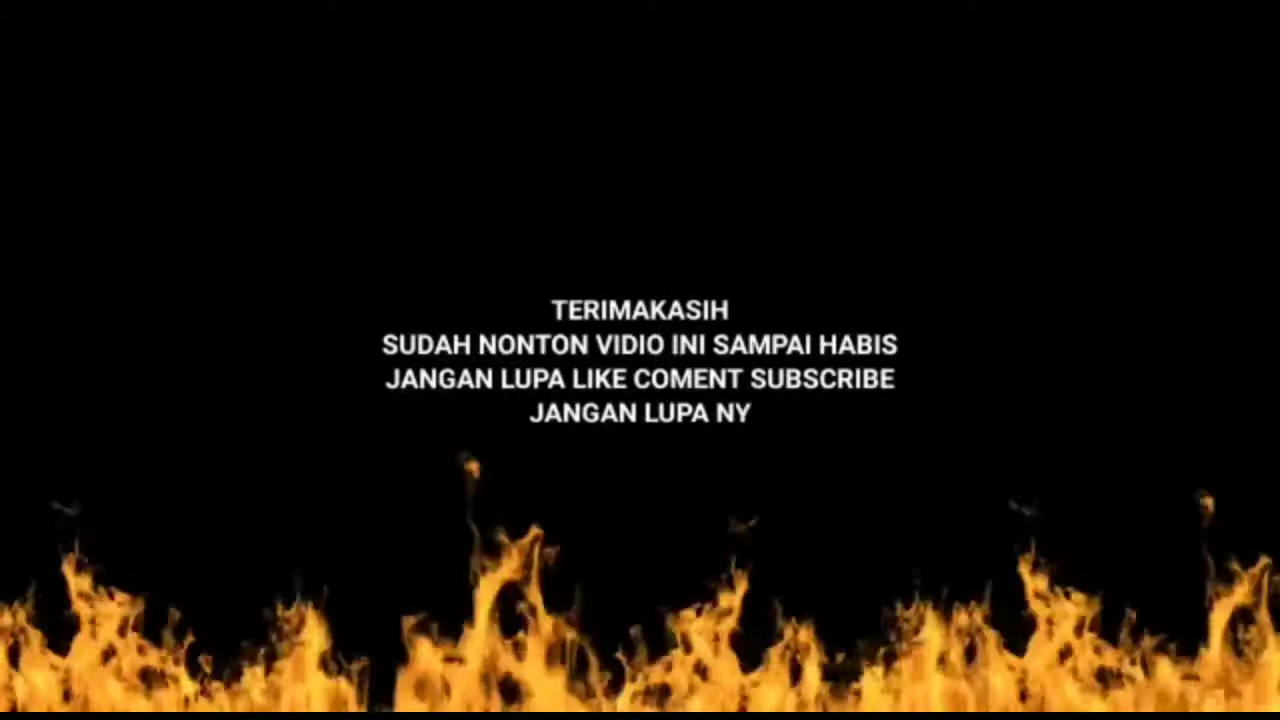 TERIMAKASIH
SUDAH NONTON VIDIO INI SAMPAI HABIS
JANGAN LUPA LIKE COMENT SUBSCRIBE
JANGAN LUPA NY